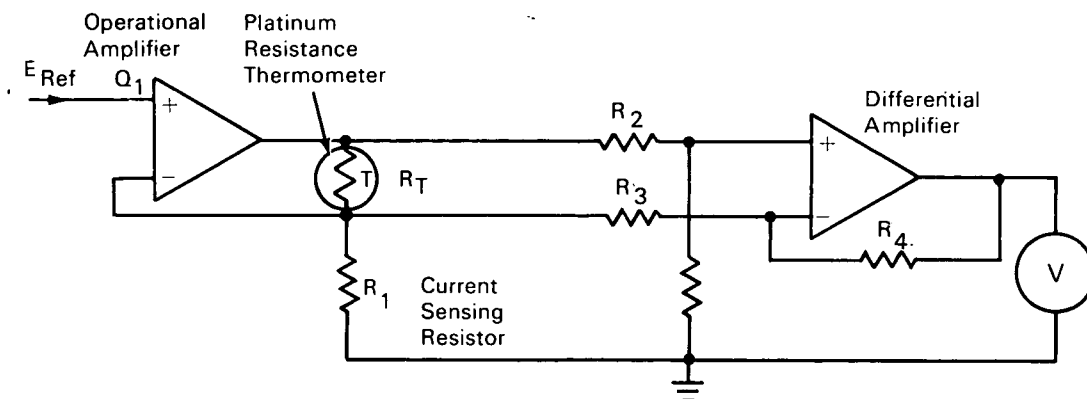 Operational
Amplifier
Platinum
Resistance
Thermometer
E Ref
Q1
+
−
T
RT
R1
Current
Sensing
Resistor
R2
R3
Differential
Amplifier
+
−
R4
V